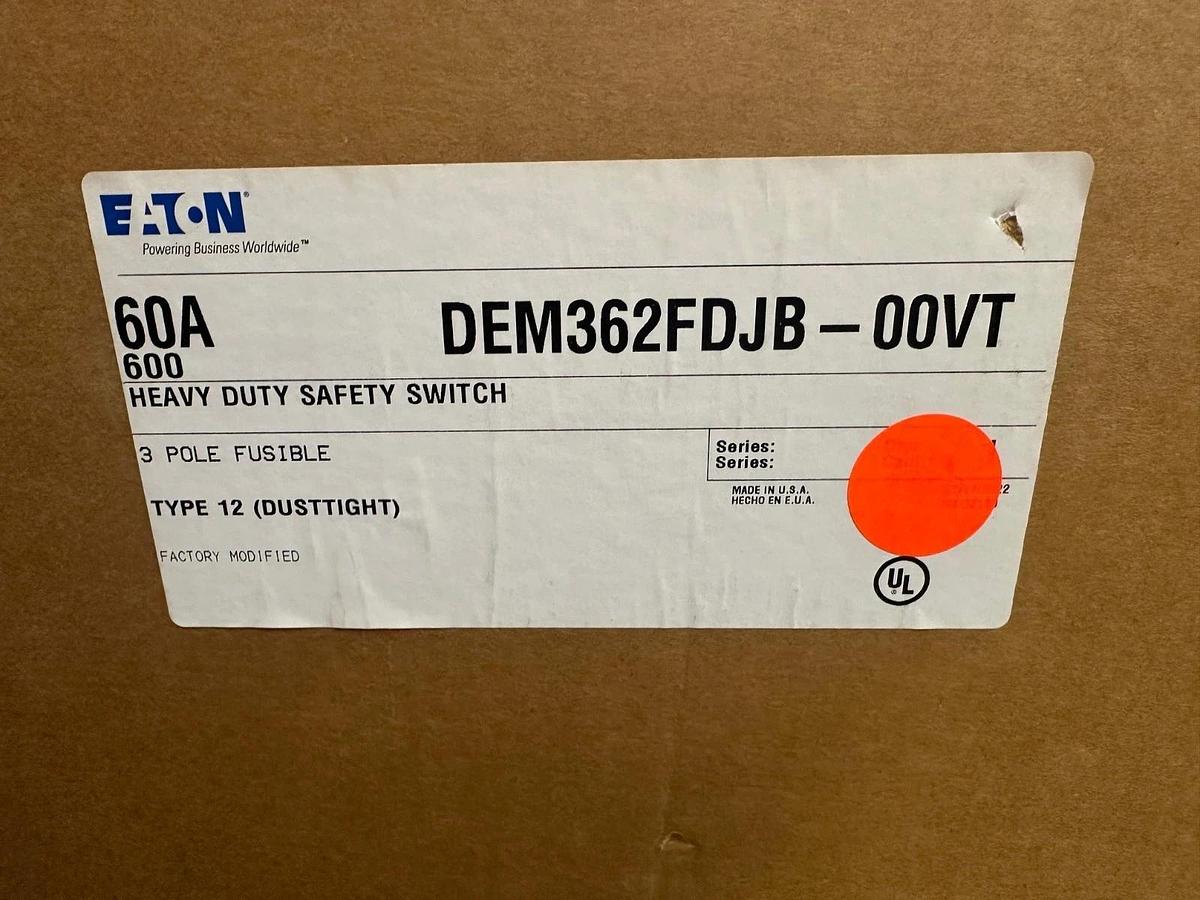 EATON®
Powering Business Worldwide™
60A DEM362FDJB-00VT
600
HEAVY DUTY SAFETY SWITCH
3 POLE FUSIBLE
Series:
Series:
MADE IN U.S.A.
HECHO EN E.U.A.
TYPE 12 (DUSTTIGHT)
FACTORY MODIFIED
UL